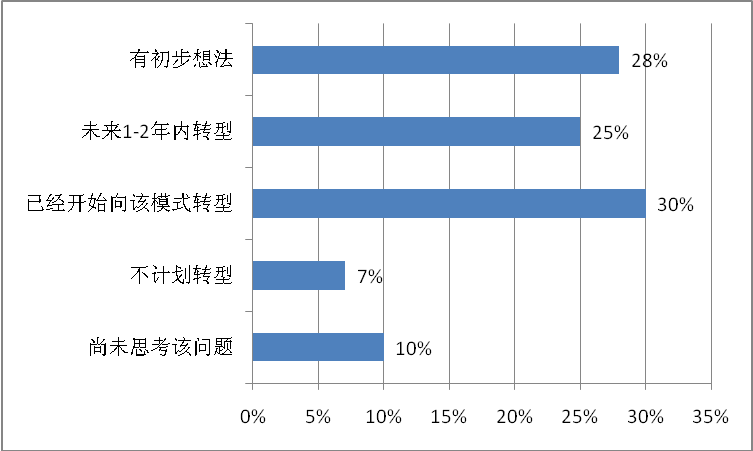 有初步想法
28%
未来1-2年内转型
25%
已经开始向该模式转型
30%
不计划转型
7%
尚未思考该问题
10%
0% 5% 10% 15% 20% 25% 30% 35%